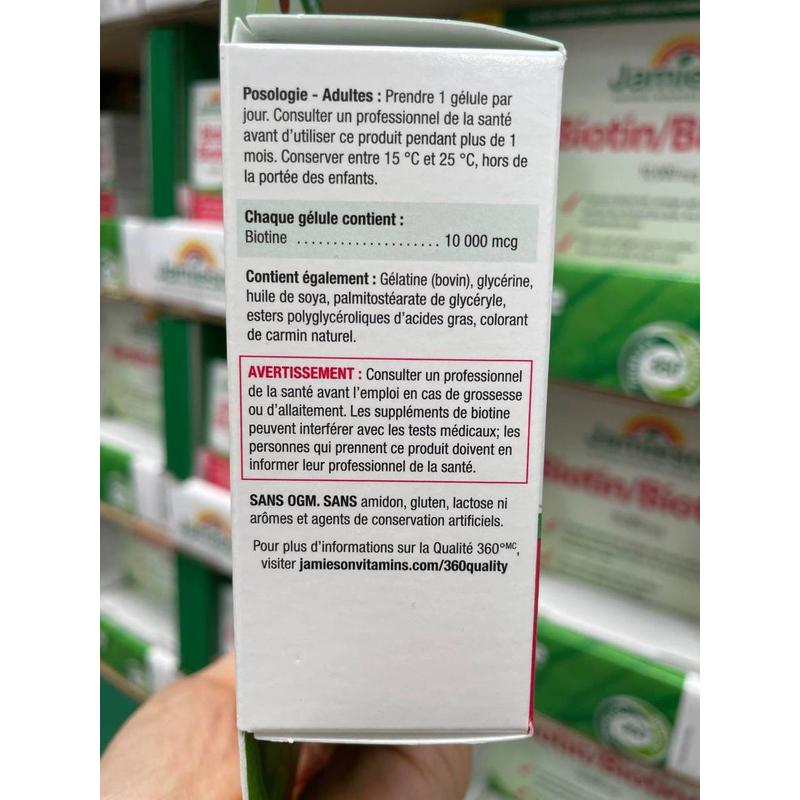 Posologie - Adultes : Prendre 1 gélule par
jour. Consulter un professionnel de la santé
avant d'utiliser ce produit pendant plus de 1
mois. Conserver entre 15 °C et 25 °C, hors de
la portée des enfants.
Chaque gélule contient :
Biotine .................... 10 000 mcg
Contient également : Gélatine (bovin), glycérine,
huile de soya, palmitostéarate de glycéryle,
esters polyglycéroliques d'acides gras, colorant
de carmin naturel.
AVERTISSEMENT : Consulter un professionnel
de la santé avant l'emploi en cas de grossesse
ou d'allaitement. Les suppléments de biotine
peuvent interférer avec les tests médicaux; les
personnes qui prennent ce produit doivent en
informer leur professionnel de la santé.
SANS OGM. SANS amidon, gluten, lactose ni
arômes et agents de conservation artificiels.
Pour plus d'informations sur la Qualité 360°MC,
visiter jamiesonvitamins.com/360quality
Jamieson
Biotin/B
Jamieson
Biotin/Biot
Biotin/Biot
Jamieson